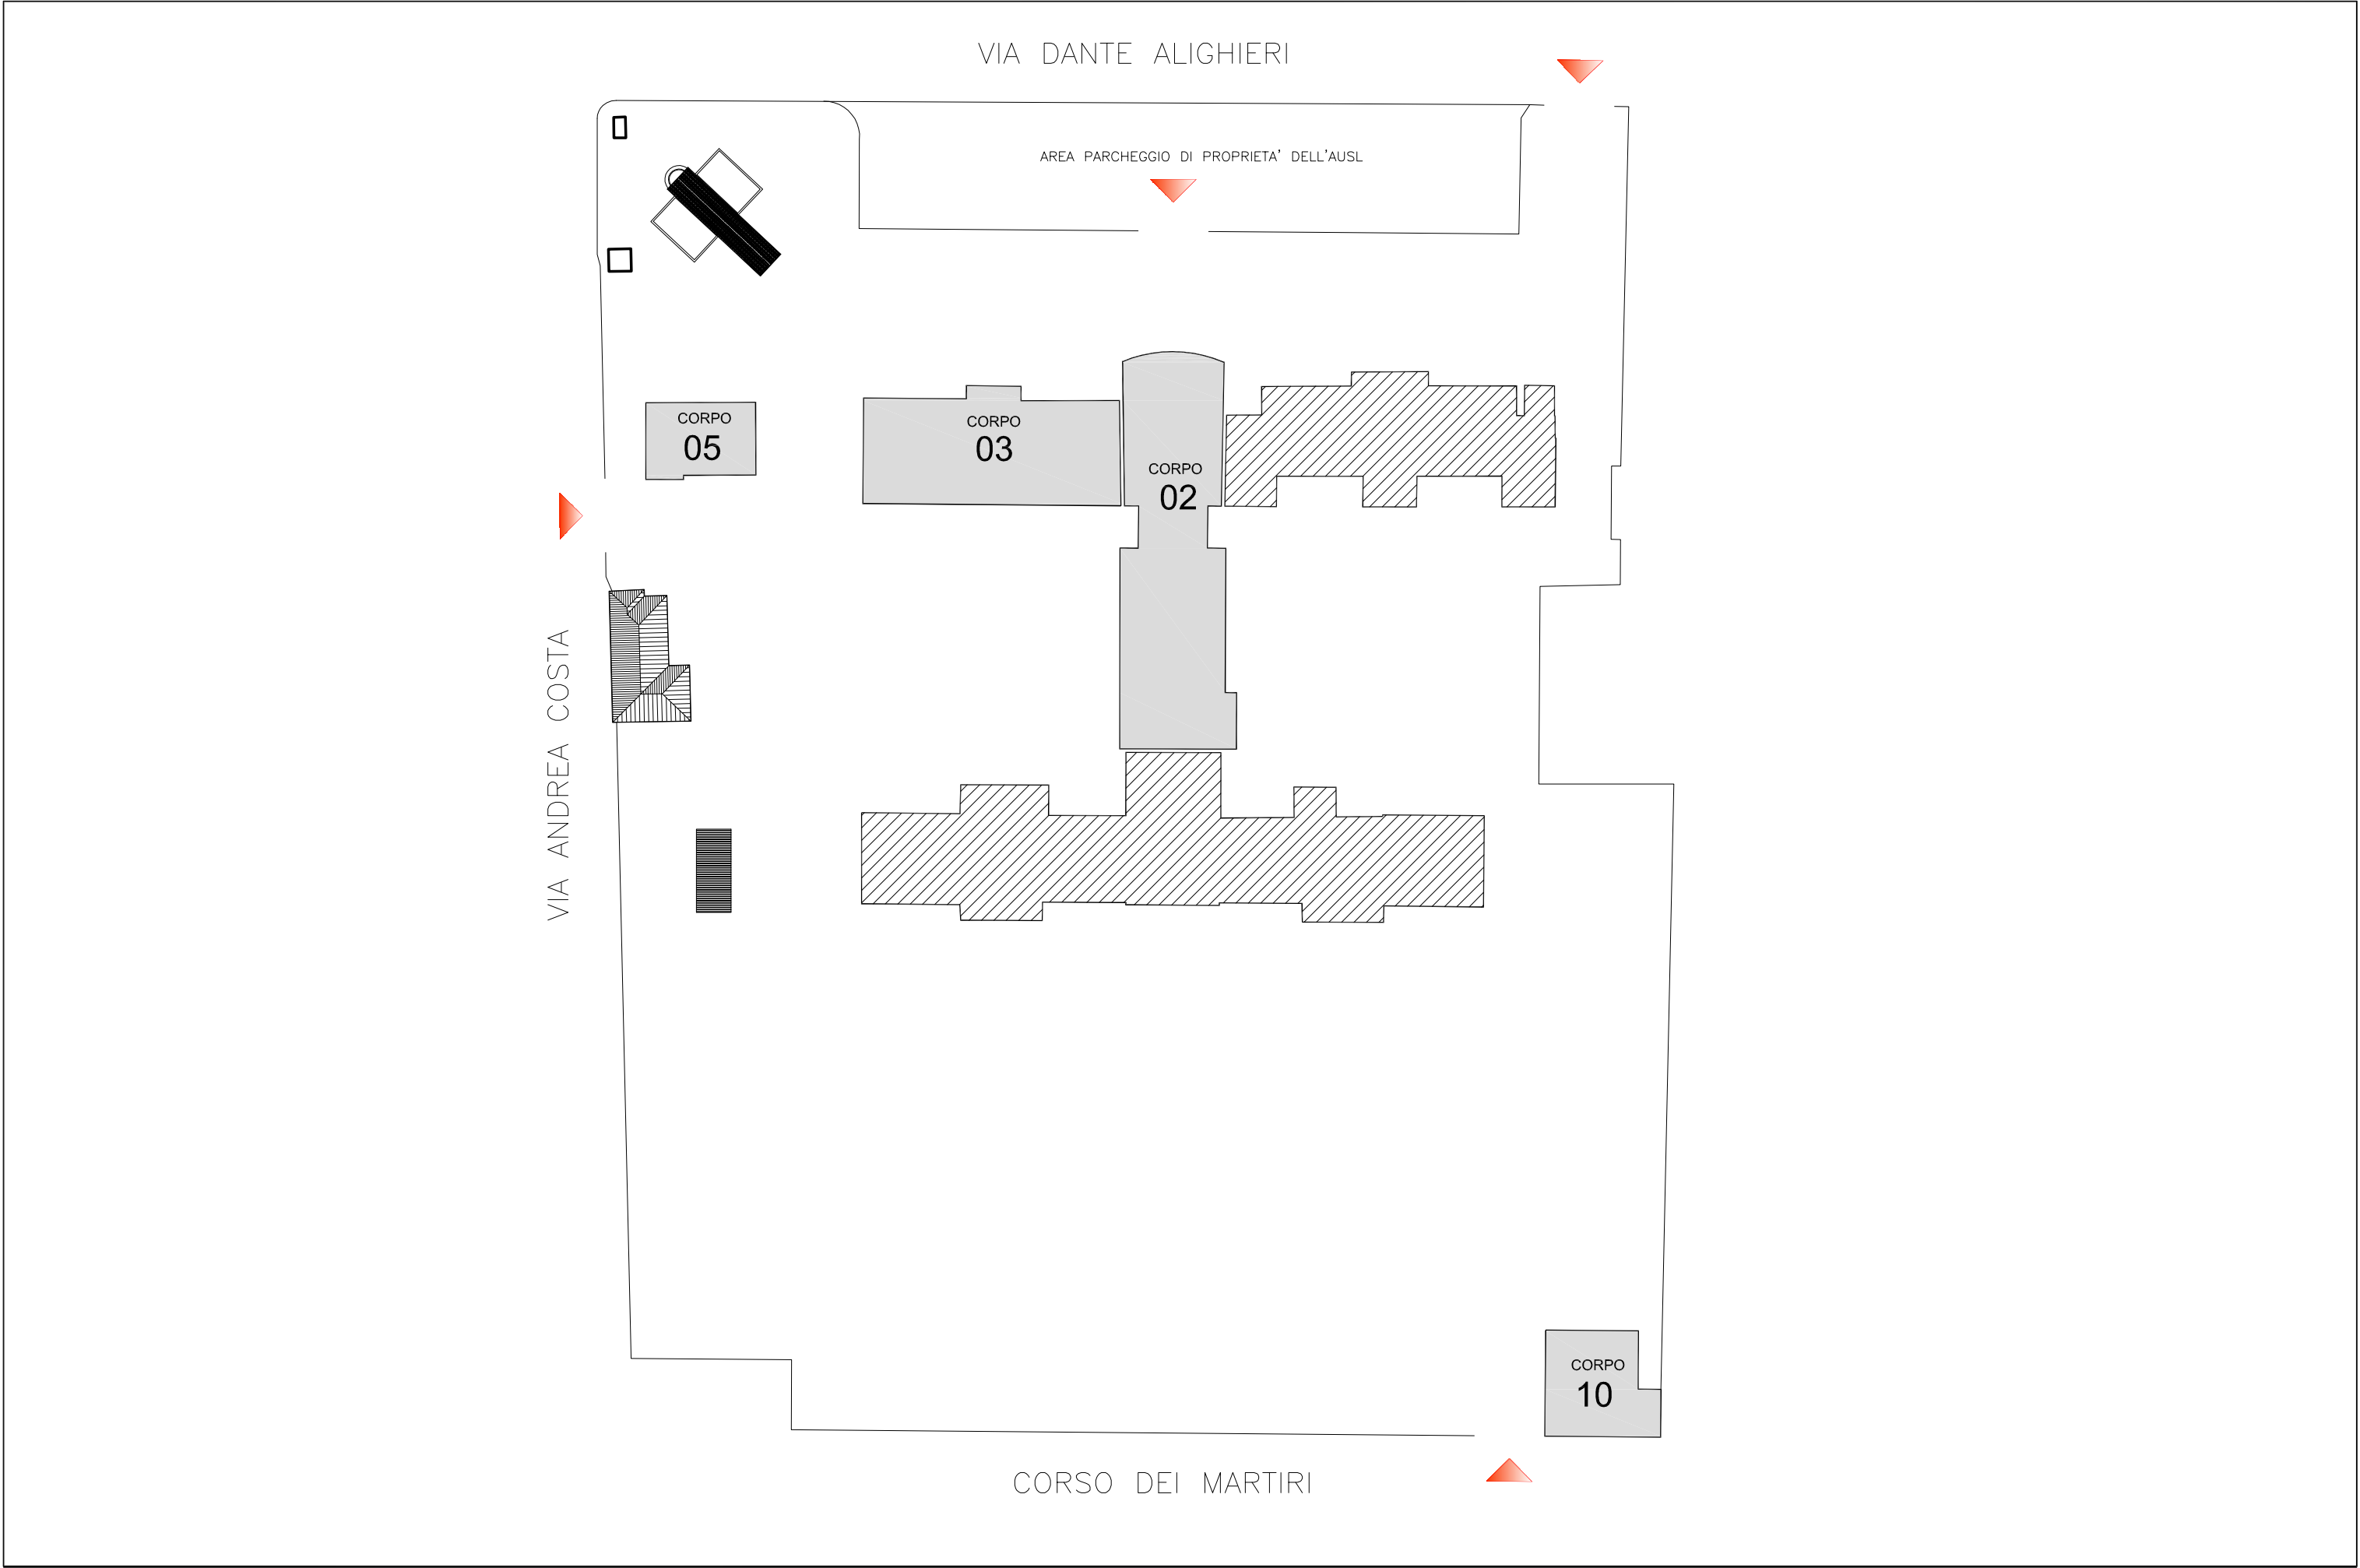 VIA DANTE ALIGHIERI
AREA PARCHEGGIO DI PROPRIETA' DELL'AUSL
CORPO
05
CORPO
03
CORPO
02
VIA ANDREA COSTA
CORPO
10
CORSO DEI MARTIRI